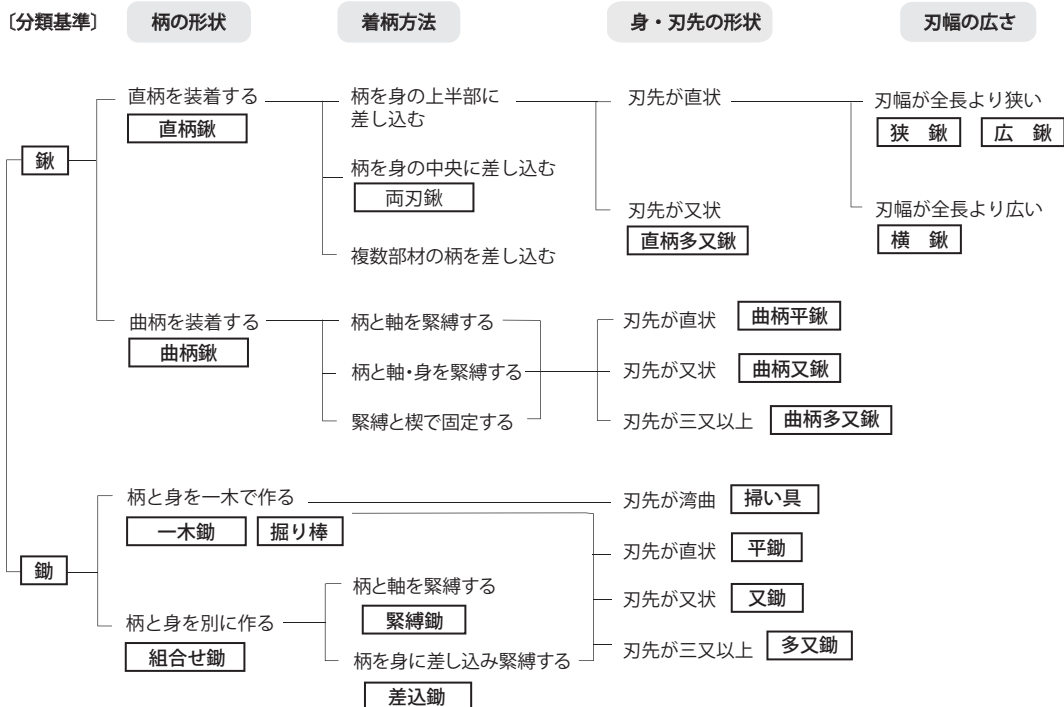 〔分類基準〕 柄の形状 着柄方法 身・刃先の形状 刃幅の広さ
鍬
直柄を装着する
直柄鍬
柄を身の上半部に
差し込む
刃先が直状
刃幅が全長より狭い
狭　鍬 広　鍬
刃幅が全長より広い
横　鍬
刃先が又状
直柄多又鍬
柄を身の中央に差し込む
両刃鍬
複数部材の柄を差し込む
曲柄を装着する
曲柄鍬
柄と軸を緊縛する
柄と軸・身を緊縛する
緊縛と楔で固定する
刃先が直状 曲柄平鍬
刃先が又状 曲柄又鍬
刃先が三又以上 曲柄多又鍬
鋤
柄と身を一木で作る
一木鋤 掘り棒
柄と身を別に作る
組合せ鋤
柄と軸を緊縛する
緊縛鋤
柄を身に差し込み緊縛する
差込鋤
刃先が湾曲 掃い具
刃先が直状 平鋤
刃先が又状 又鋤
刃先が三又以上 多又鋤